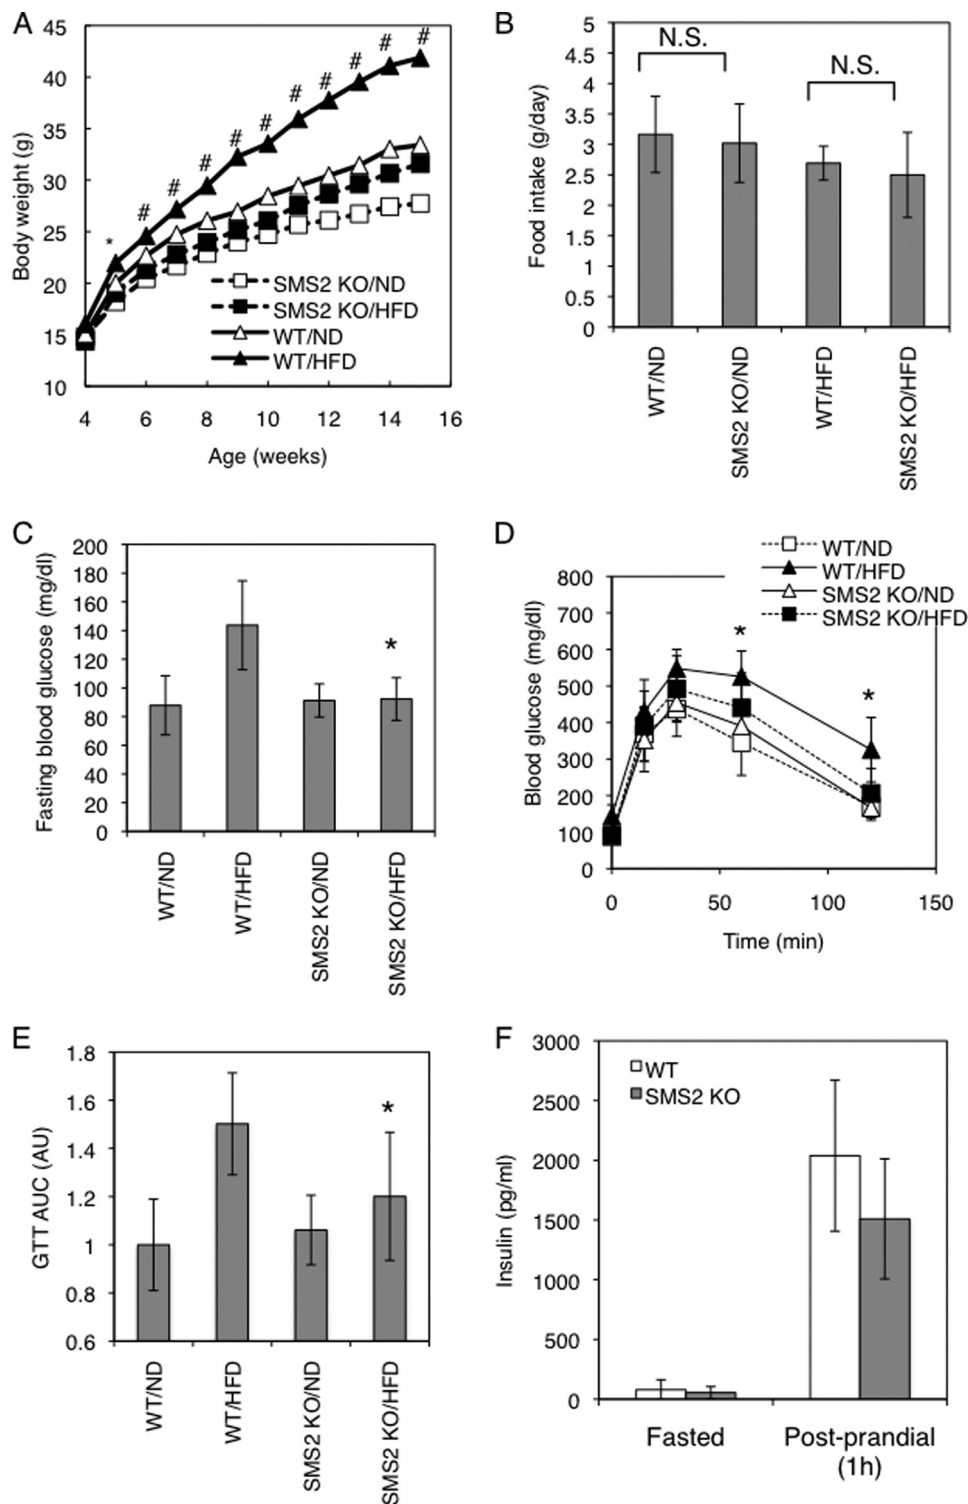 A
Body weight (g)
45
40
35
30
25
20
15
10
*
#
#
#
#
#
#
#
#
#
#
SMS2 KO/ND
SMS2 KO/HFD
WT/ND
WT/HFD
4 6 8 10 12 14 16
Age (weeks)
B
Food intake (g/day)
5
4.5
4
3.5
3
2.5
2
1.5
1
0.5
0
N.S.
N.S.
WT/ND
SMS2 KO/ND
WT/HFD
SMS2 KO/HFD
C
Fasting blood glucose (mg/dl)
200
180
160
140
120
100
80
60
40
20
0
*
WT/ND
WT/HFD
SMS2 KO/ND
SMS2 KO/HFD
D
WT/ND
WT/HFD
SMS2 KO/ND
SMS2 KO/HFD
Blood glucose (mg/dl)
800
700
600
500
400
300
200
100
0
*
*
0 50 100 150
Time (min)
E
GTT AUC (AU)
1.8
1.6
1.4
1.2
1
0.8
0.6
*
WT/ND
WT/HFD
SMS2 KO/ND
SMS2 KO/HFD
F
Insulin (pg/ml)
3000
2500
2000
1500
1000
500
0
WT
SMS2 KO
Fasted
Post-prandial
(1h)